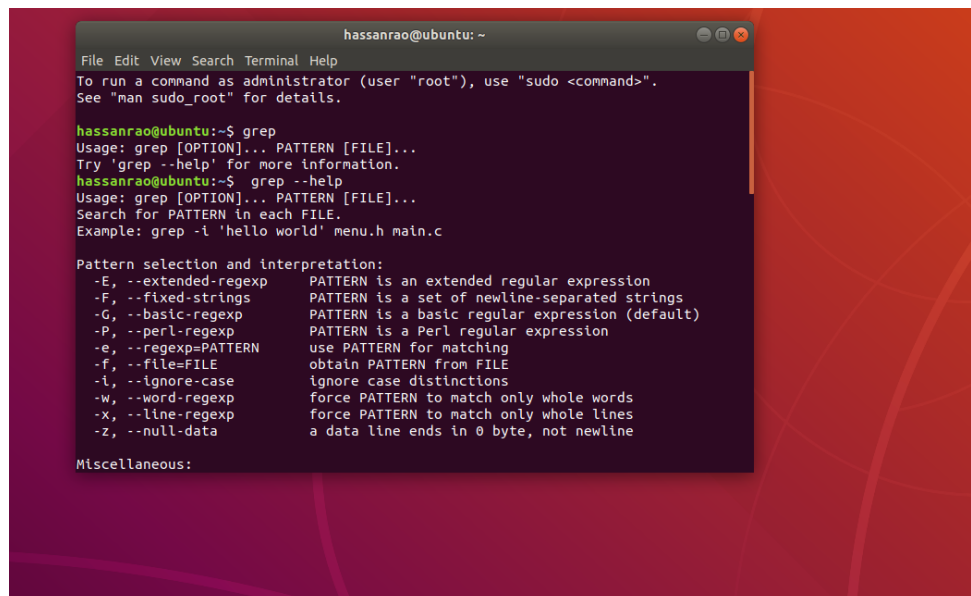 hassanrao@ubuntu: ~
File Edit View Search Terminal Help
To run a command as administrator (user "root"), use "sudo <command>".
See "man sudo_root" for details.
hassanrao@ubuntu:~$ grep
Usage: grep [OPTION]... PATTERN [FILE]...
Try 'grep --help' for more information.
hassanrao@ubuntu:~$  grep --help
Usage: grep [OPTION]... PATTERN [FILE]...
Search for PATTERN in each FILE.
Example: grep -i 'hello world' menu.h main.c
Pattern selection and interpretation:
  -E, --extended-regexp     PATTERN is an extended regular expression
  -F, --fixed-strings       PATTERN is a set of newline-separated strings
  -G, --basic-regexp        PATTERN is a basic regular expression (default)
  -P, --perl-regexp         PATTERN is a Perl regular expression
  -e, --regexp=PATTERN      use PATTERN for matching
  -f, --file=FILE           obtain PATTERN from FILE
  -i, --ignore-case         ignore case distinctions
  -w, --word-regexp         force PATTERN to match only whole words
  -x, --line-regexp         force PATTERN to match only whole lines
  -z, --null-data           a data line ends in 0 byte, not newline
Miscellaneous: